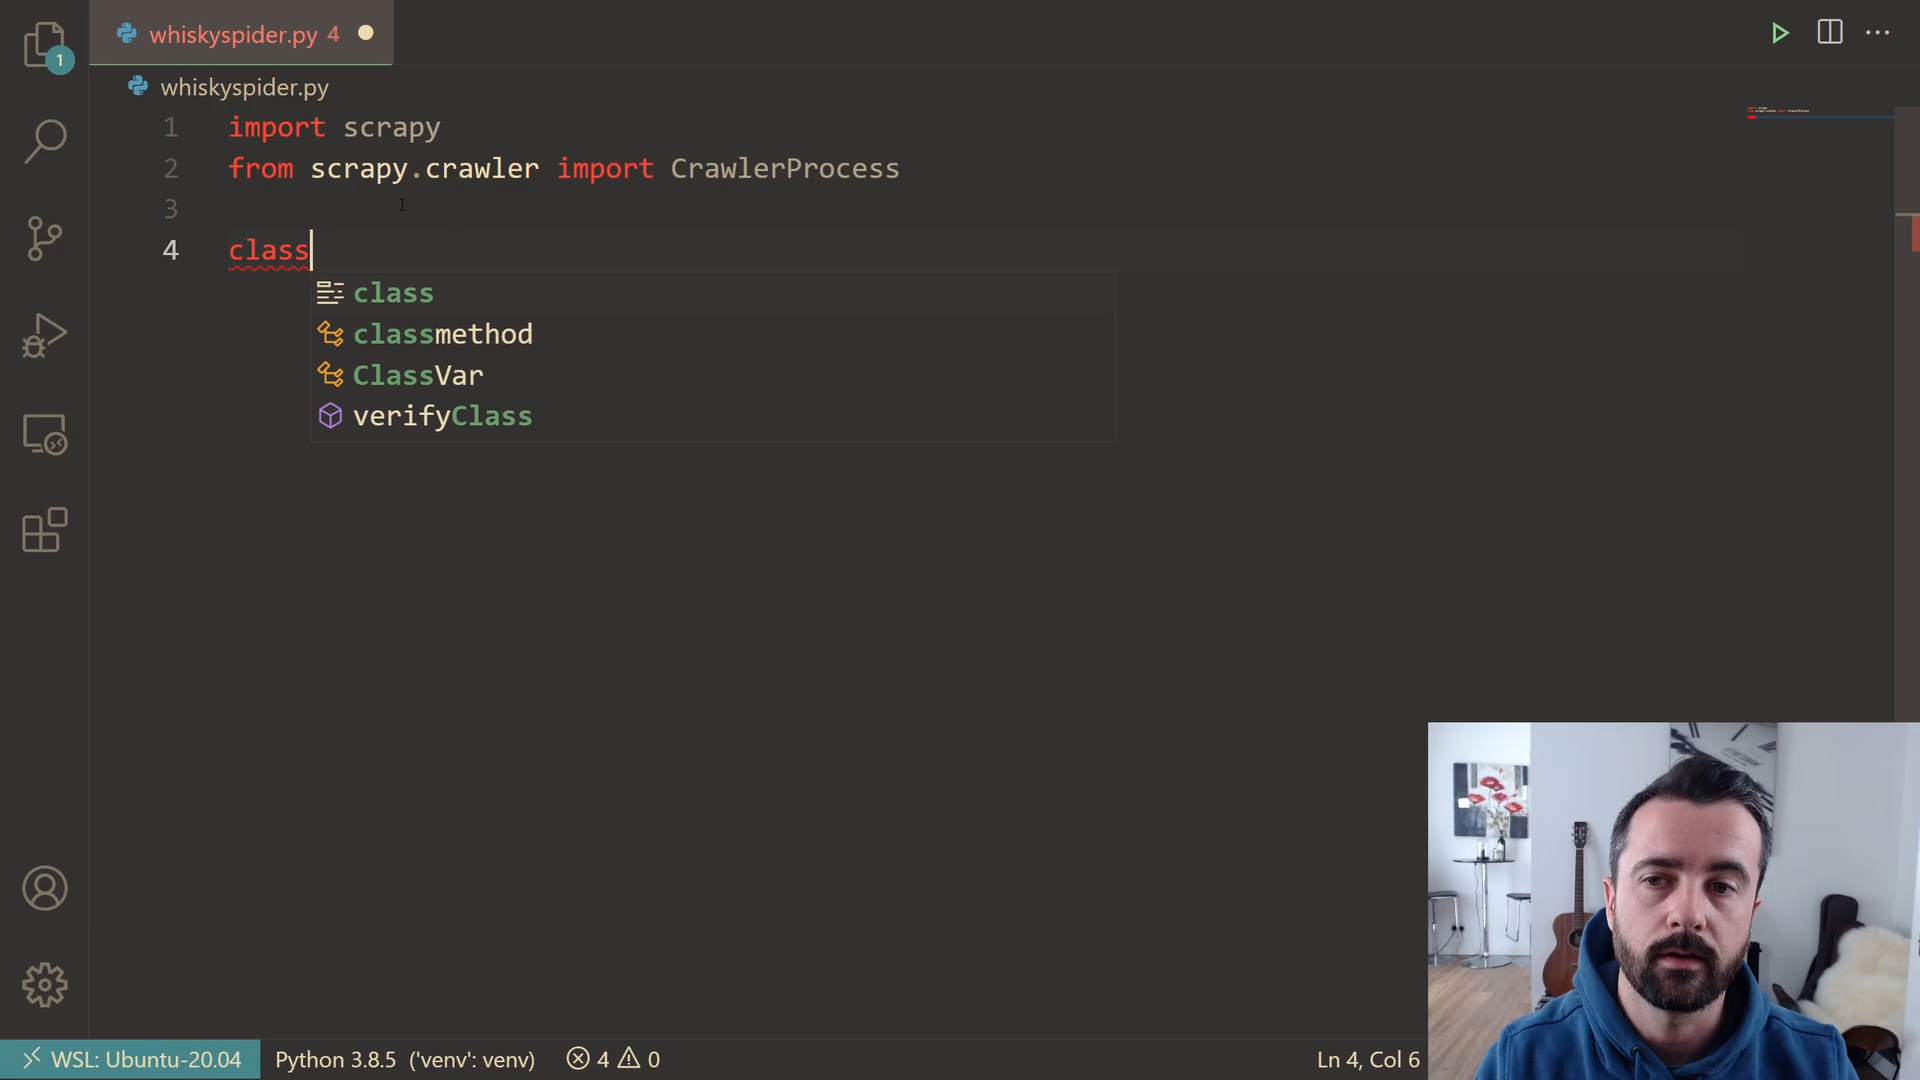 1
whiskyspider.py 4
whiskyspider.py
1 import scrapy
2 from scrapy.crawler import CrawlerProcess
3
4 class
class
classmethod
ClassVar
verifyClass
WSL: Ubuntu-20.04 Python 3.8.5 ('venv': venv) 4 0 Ln 4, Col 6